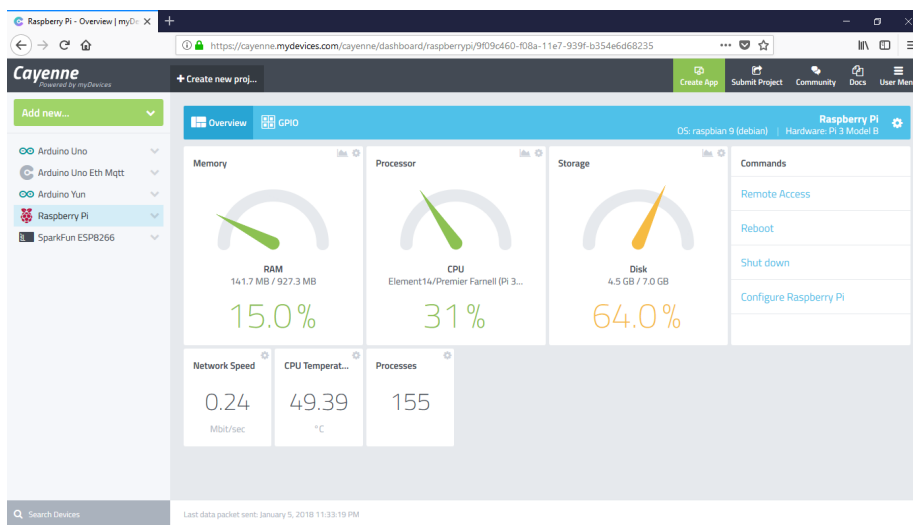 Raspberry Pi - Overview | myDe
https://cayenne.mydevices.com/cayenne/dashboard/raspberrypi/9f09c460-f08a-11e7-939f-b354e6d68235
Cayenne
Powered by myDevices
+ Create new proj...
Create App
Submit Project
Community
Docs
User Men
Add new...
Overview
GPIO
Raspberry Pi
OS: raspbian 9 (debian) | Hardware: Pi 3 Model B
Arduino Uno
Arduino Uno Eth Mqtt
Arduino Yun
Raspberry Pi
SparkFun ESP8266
Memory
RAM
141.7 MB / 927.3 MB
15.0%
Processor
CPU
Element14/Premier Farnell (Pi 3...
31%
Storage
Disk
4.5 GB / 7.0 GB
64.0%
Commands
Remote Access
Reboot
Shut down
Configure Raspberry Pi
Network Speed
0.24
Mbit/sec
CPU Temperat...
49.39
°C
Processes
155
Search Devices
Last data packet sent: January 5, 2018 11:33:19 PM